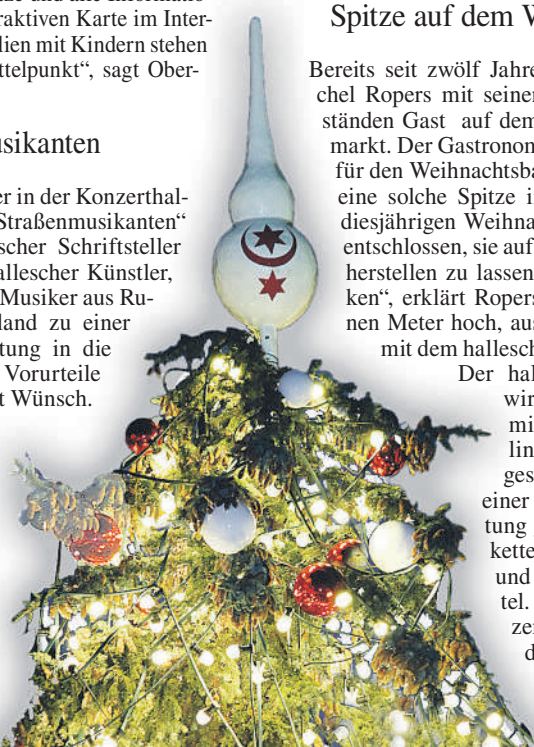 raktiven Karte im Inter-
lien mit Kindern stehen
ttelpunkt“, sagt Ober-
usikanten
er in der Konzerthal-
Straßenmusikanten“
scher Schriftsteller
allescher Künstler,
Musiker aus Ru-
land zu einer
tung in die
Vorurteile
t Wünsch.
Spitze auf dem W
Bereits seit zwölf Jahre
chel Ropers mit seiner
ständen Gast auf dem
markt. Der Gastronom
für den Weihnachtsba
eine solche Spitze i
diesjährigen Weihna
entschlossen, sie auf
herstellen zu lassen
ken“, erklärt Ropers
nen Meter hoch, aus
mit dem hallesch
Der hal
wir
mi
lin
ges
einer
tung
kette
und
tel.
zer
d